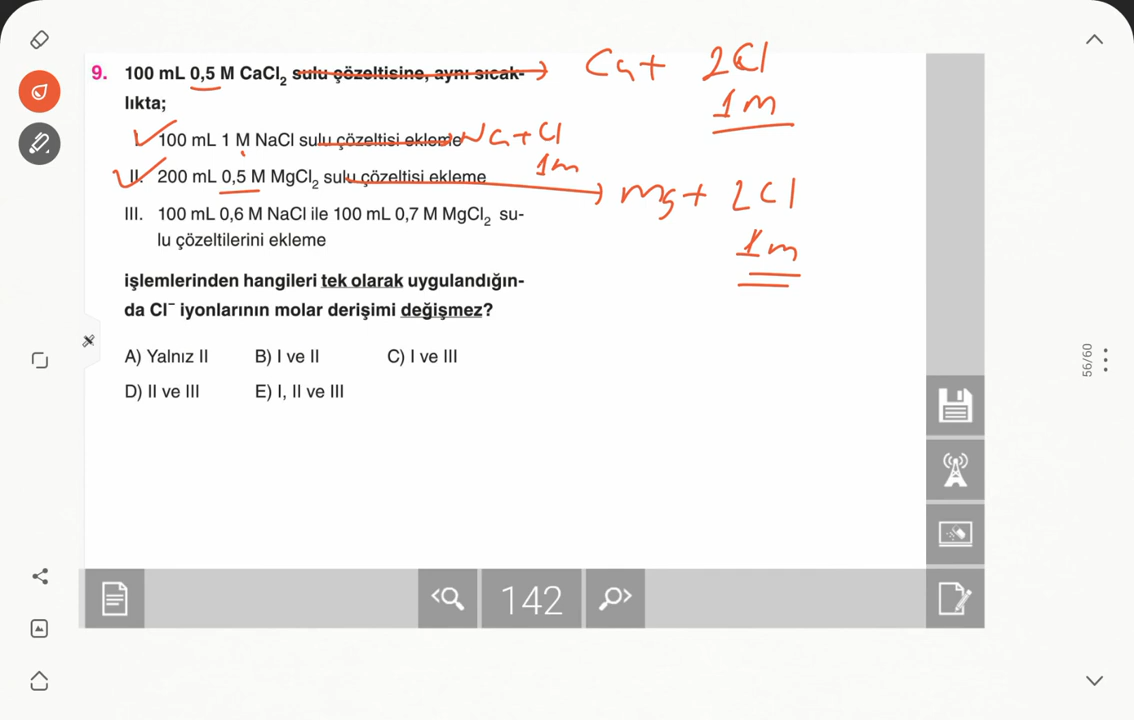 9. 100 mL 0,5 M CaCl₂ sulu çözeltisine, aynı sıcak-
lıkta;
Ca + 2Cl
1M
100 mL 1 M NaCl sulu çözeltisi ekleme
Na + Cl
1m
II. 200 mL 0,5 M MgCl₂ sulu çözeltisi ekleme
mg + 2Cl
1m
III. 100 mL 0,6 M NaCl ile 100 mL 0,7 M MgCl₂ su-
lu çözeltilerini ekleme
işlemlerinden hangileri tek olarak uygulandığın-
da Cl⁻ iyonlarının molar derişimi değişmez?
A) Yalnız II B) I ve II C) I ve III
D) II ve III E) I, II ve III
56/60
142